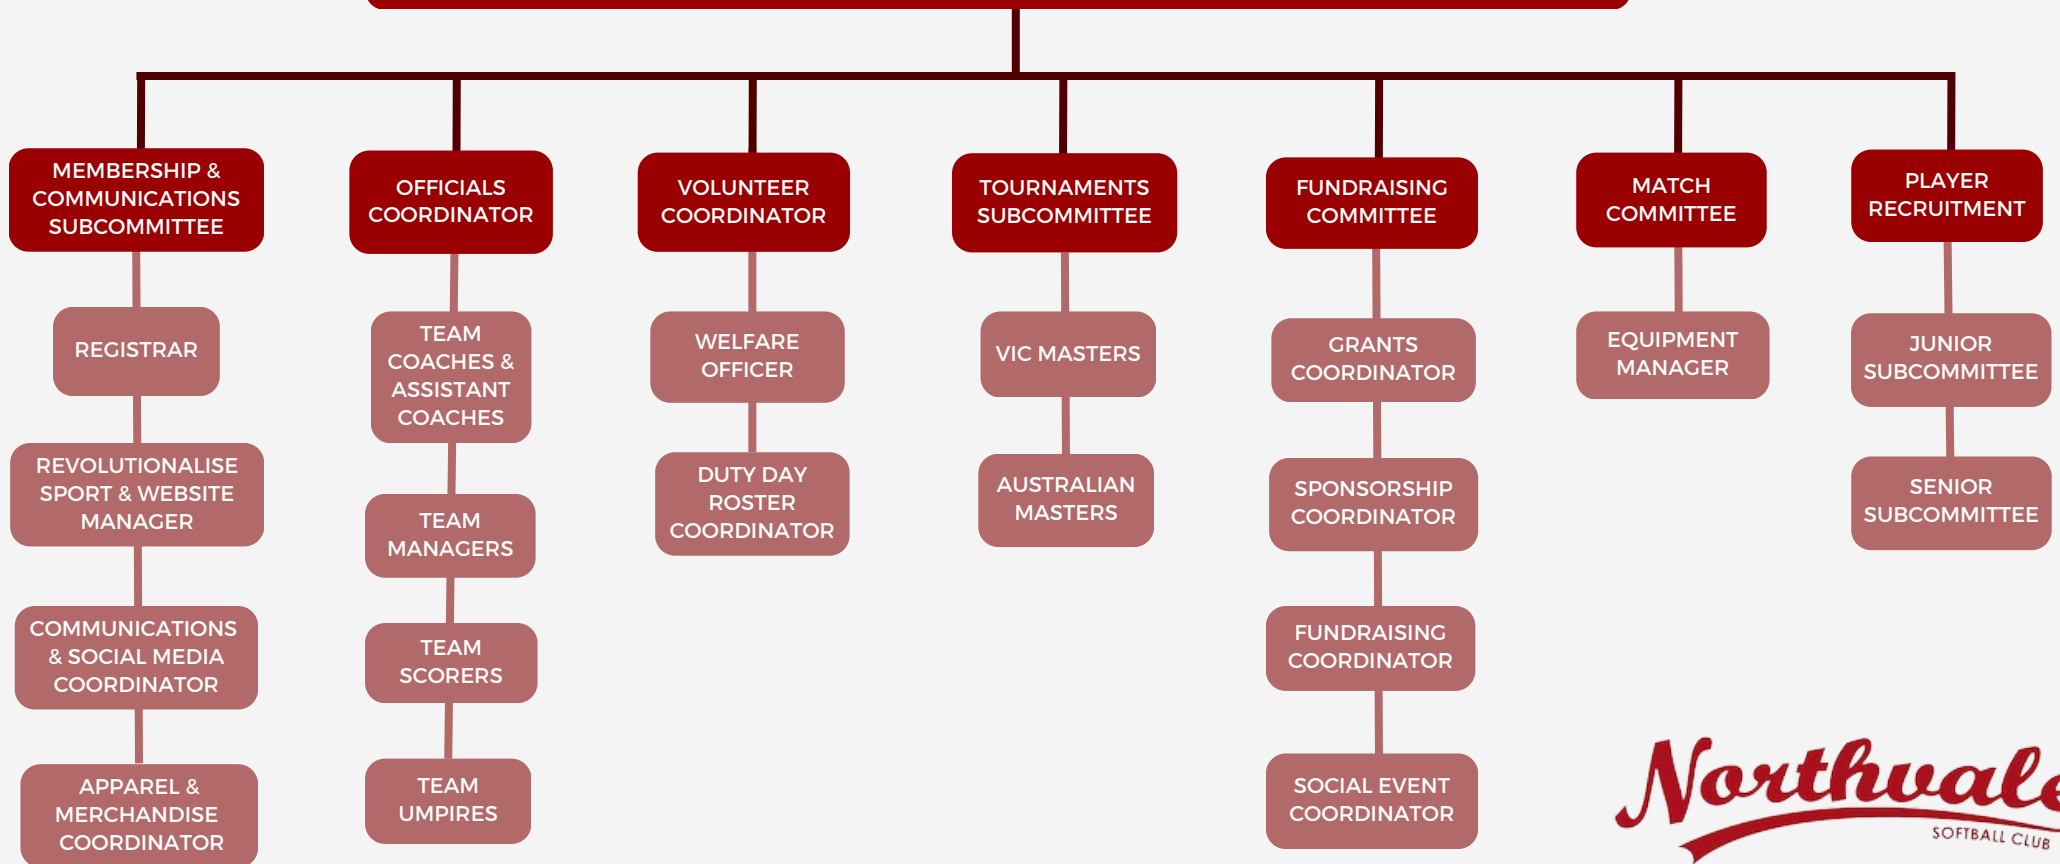 MEMBERSHIP &
COMMUNICATIONS
SUBCOMMITTEE
REGISTRAR
REVOLUTIONALISE
SPORT & WEBSITE
MANAGER
COMMUNICATIONS
& SOCIAL MEDIA
COORDINATOR
APPAREL &
MERCHANDISE
COORDINATOR
OFFICIALS
COORDINATOR
TEAM
COACHES &
ASSISTANT
COACHES
TEAM
MANAGERS
TEAM
SCORERS
TEAM
UMPIRES
VOLUNTEER
COORDINATOR
WELFARE
OFFICER
DUTY DAY
ROSTER
COORDINATOR
TOURNAMENTS
SUBCOMMITTEE
VIC MASTERS
AUSTRALIAN
MASTERS
FUNDRAISING
COMMITTEE
GRANTS
COORDINATOR
SPONSORSHIP
COORDINATOR
FUNDRAISING
COORDINATOR
SOCIAL EVENT
COORDINATOR
MATCH
COMMITTEE
EQUIPMENT
MANAGER
PLAYER
RECRUITMENT
JUNIOR
SUBCOMMITTEE
SENIOR
SUBCOMMITTEE
Northvale
SOFTBALL CLUB